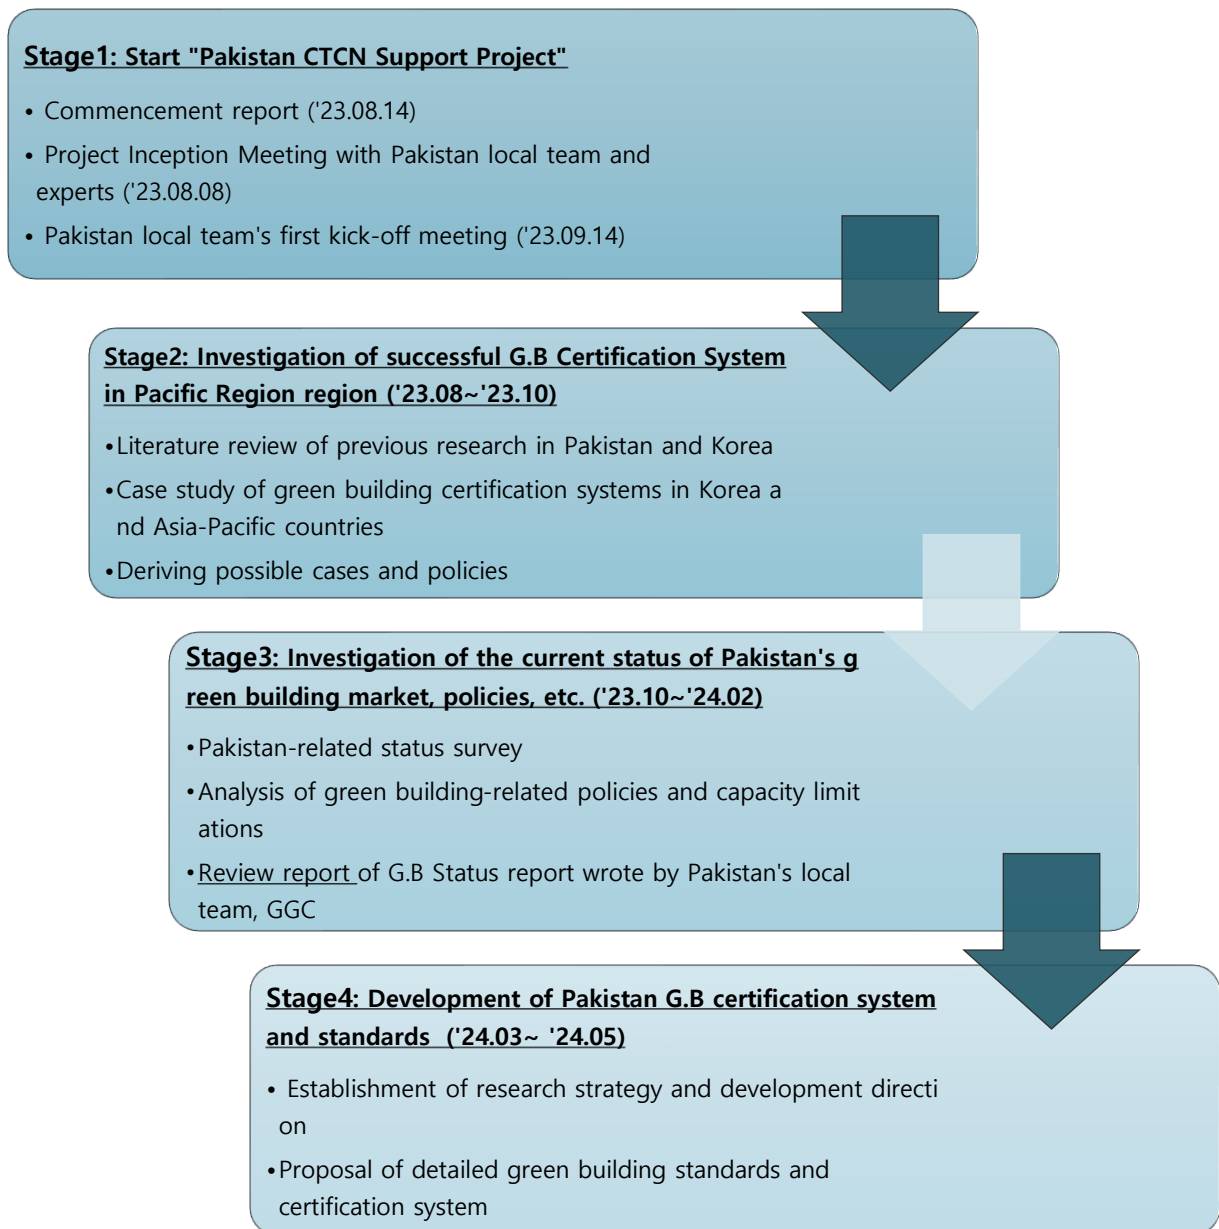 Stage1: Start "Pakistan CTCN Support Project"
• Commencement report ('23.08.14)
• Project Inception Meeting with Pakistan local team and
experts ('23.08.08)
• Pakistan local team's first kick-off meeting ('23.09.14)
Stage2: Investigation of successful G.B Certification System
in Pacific Region region ('23.08~'23.10)
•Literature review of previous research in Pakistan and Korea
•Case study of green building certification systems in Korea a
nd Asia-Pacific countries
•Deriving possible cases and policies
Stage3: Investigation of the current status of Pakistan's g
reen building market, policies, etc. ('23.10~'24.02)
•Pakistan-related status survey
•Analysis of green building-related policies and capacity limit
ations
•Review report of G.B Status report wrote by Pakistan's local
team, GGC
Stage4: Development of Pakistan G.B certification system
and standards ('24.03~ '24.05)
• Establishment of research strategy and development directi
on
•Proposal of detailed green building standards and
certification system